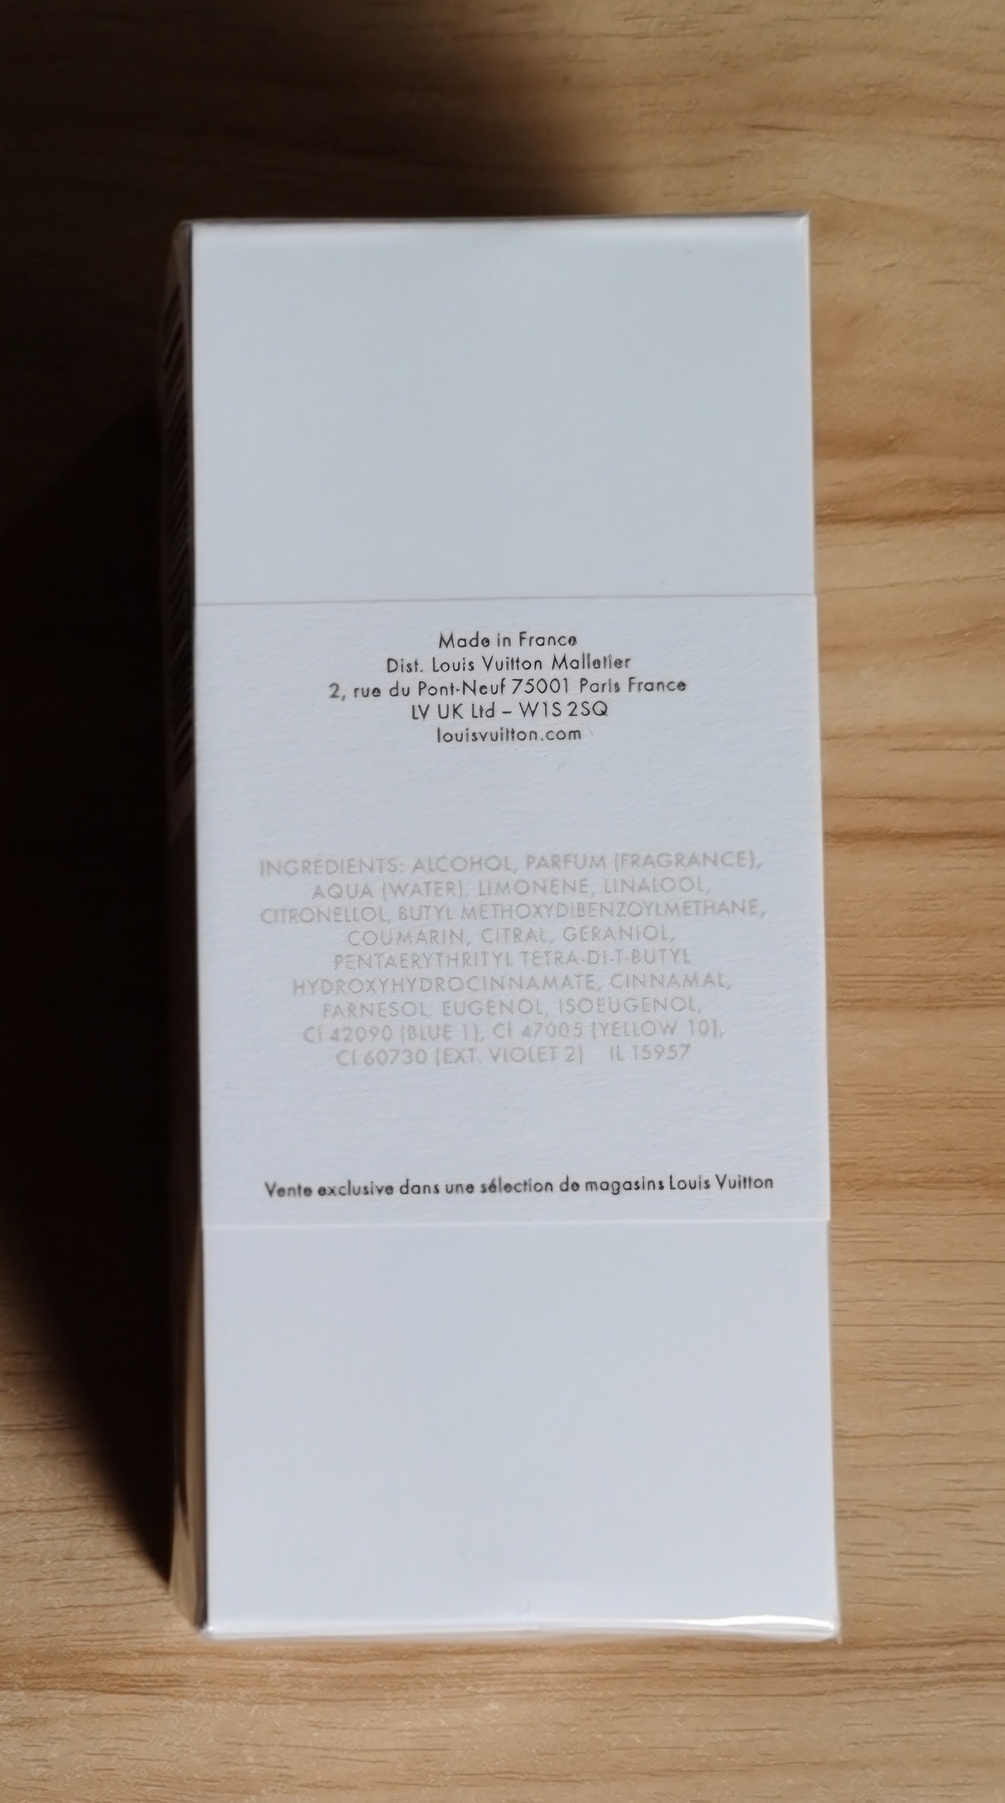 Made in France
Dist. Louis Vuitton Malletier
2, rue du Pont-Neuf 75001 Paris France
LV UK Ltd – W1S 2SQ
louisvuitton.com
INGREDIENTS: ALCOHOL, PARFUM (FRAGRANCE),
AQUA (WATER), LIMONENE, LINALOOL,
CITRONELLOL, BUTYL METHOXYDIBENZOYLMETHANE,
COUMARIN, CITRAL, GERANIOL,
PENTAERYTHRITYL TETRA-DI-T-BUTYL
HYDROXYHYDROCINNAMATE, CINNAMAL,
FARNESOL, EUGENOL, ISOEUGENOL,
CI 42090 (BLUE 1), CI 47005 (YELLOW 10),
CI 60730 (EXT. VIOLET 2) IL 15957
Vente exclusive dans une sélection de magasins Louis Vuitton